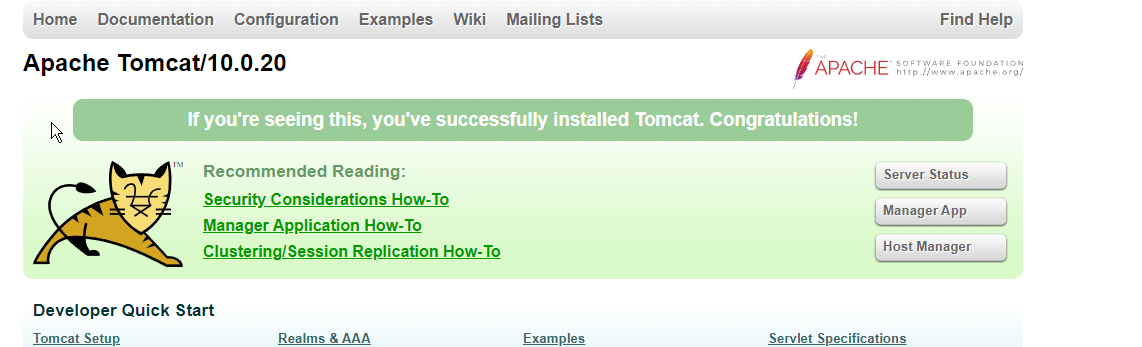 Home Documentation Configuration Examples Wiki Mailing Lists Find Help
Apache Tomcat/10.0.20
APACHE™ SOFTWARE FOUNDATION
http://www.apache.org/
If you're seeing this, you've successfully installed Tomcat. Congratulations!
TM
Recommended Reading:
Security Considerations How-To
Manager Application How-To
Clustering/Session Replication How-To
Server Status
Manager App
Host Manager
Developer Quick Start
Tomcat Setup Realms & AAA Examples Servlet Specifications